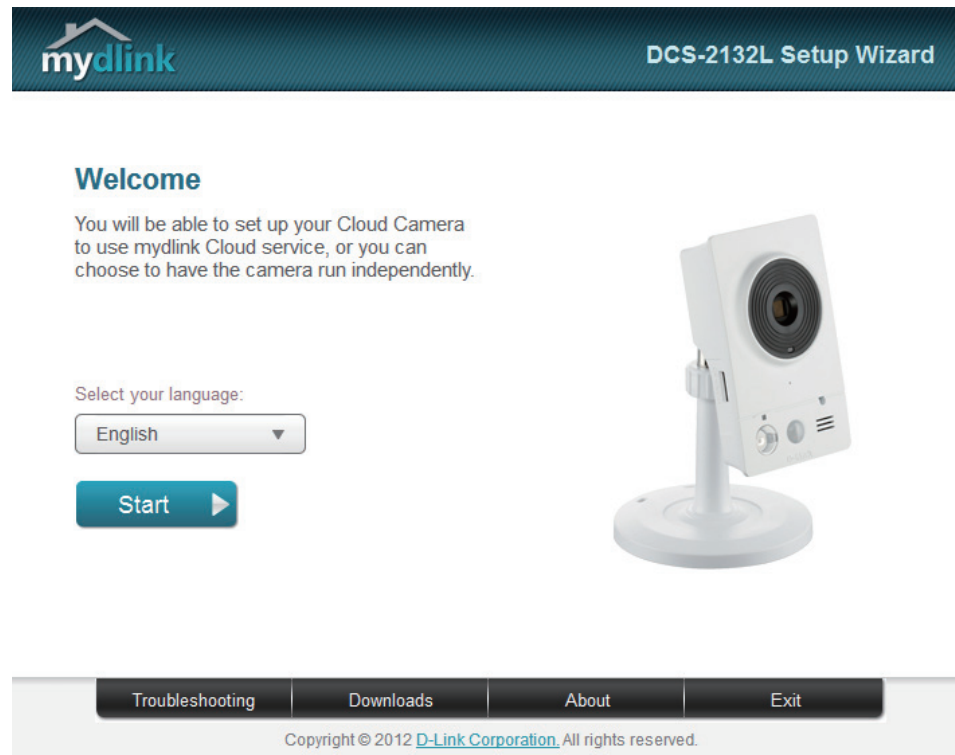 mydlink
DCS-2132L Setup Wizard
Welcome
You will be able to set up your Cloud Camera
to use mydlink Cloud service, or you can
choose to have the camera run independently.
Select your language:
English
Start
D-Link
Troubleshooting Downloads About Exit
Copyright © 2012 D-Link Corporation. All rights reserved.